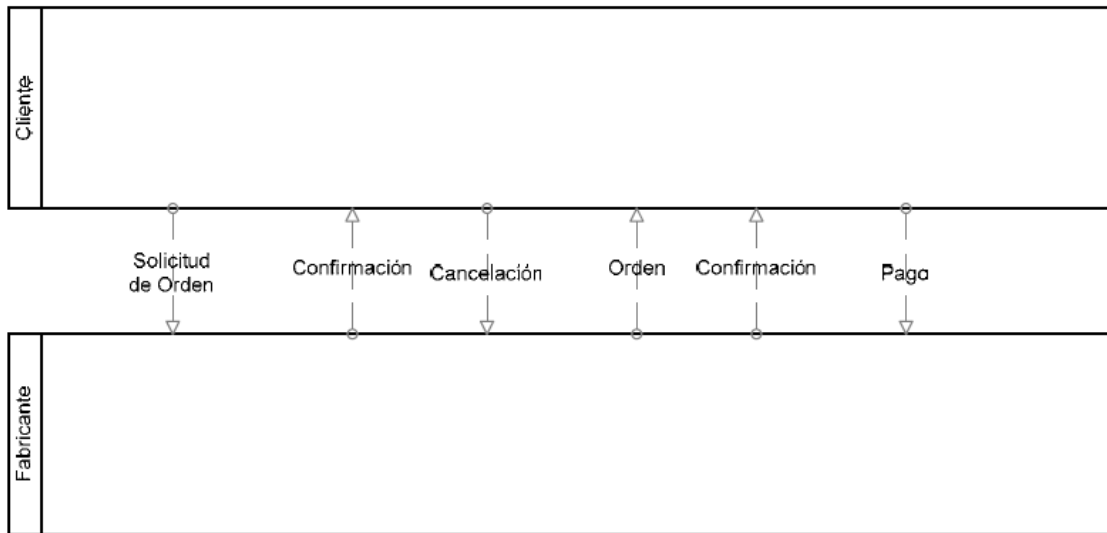 Cliente
Solicitud
de Orden
Confirmación
Cancelación
Orden
Confirmación
Pago
Fabricante